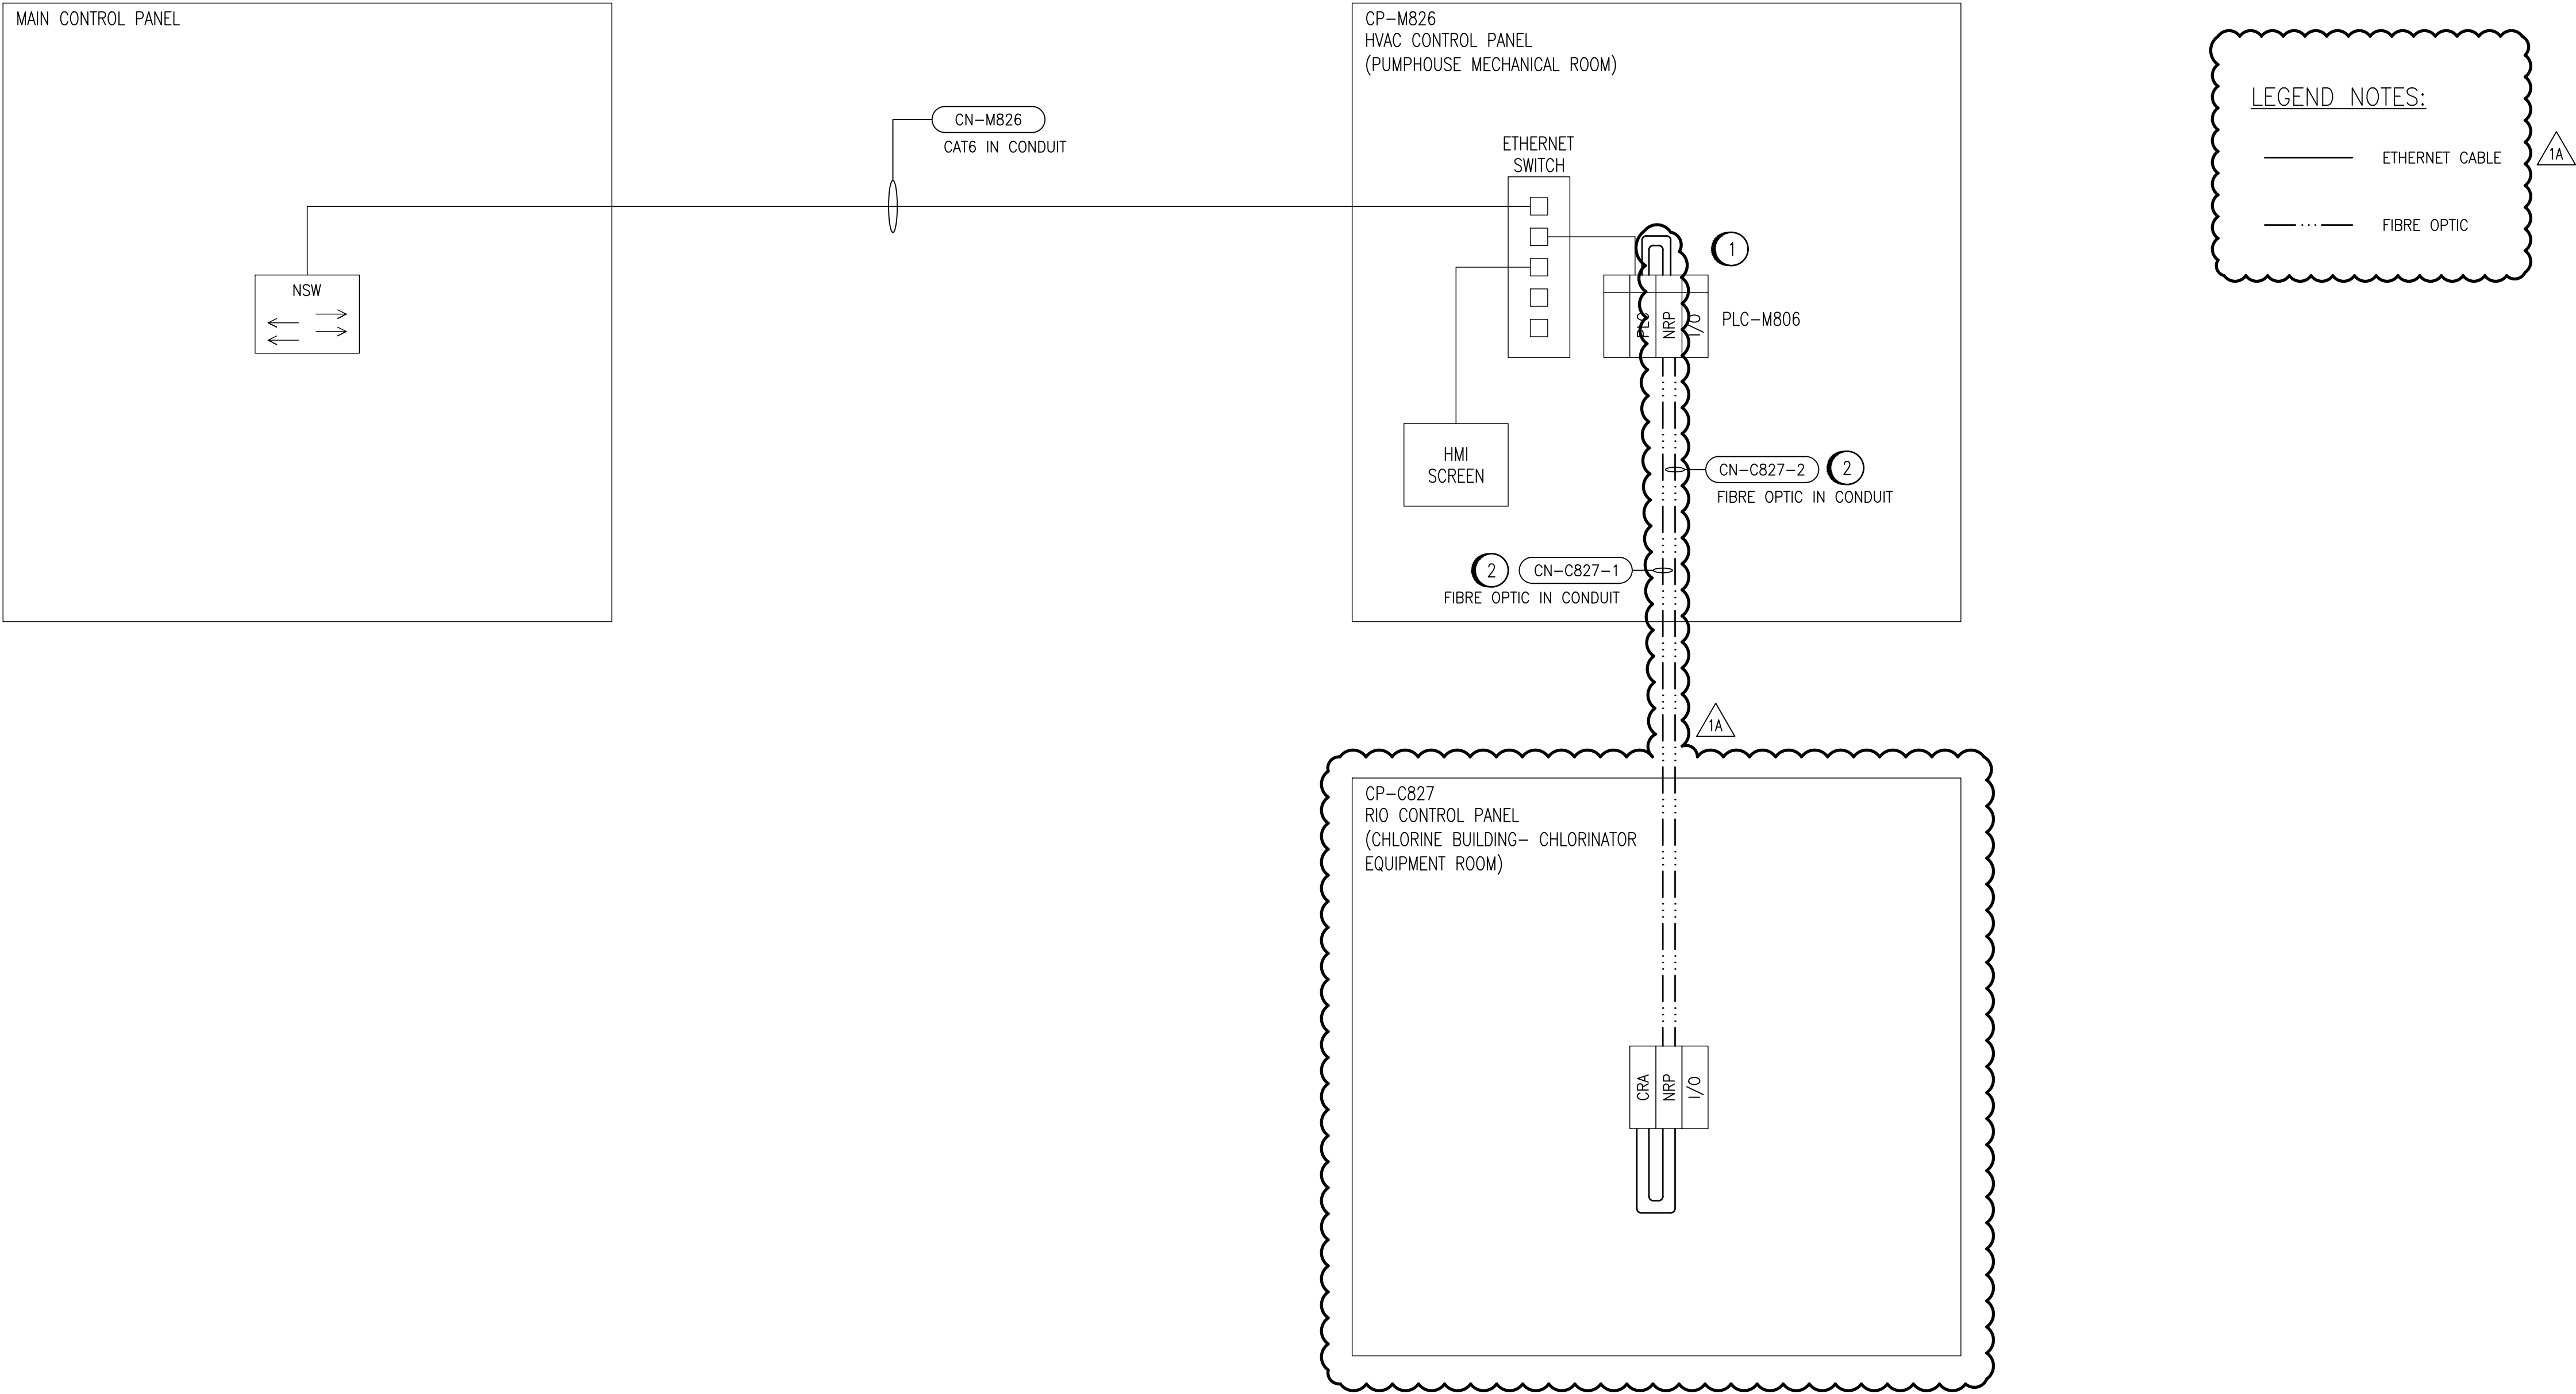 MAIN CONTROL PANEL
NSW
CN-M826
CAT6 IN CONDUIT
CP-M826
HVAC CONTROL PANEL
(PUMPHOUSE MECHANICAL ROOM)
ETHERNET
SWITCH
1
PLC
NRP
I/O
PLC-M806
HMI
SCREEN
CN-C827-2
2
FIBRE OPTIC IN CONDUIT
2
CN-C827-1
FIBRE OPTIC IN CONDUIT
1A
CP-C827
RIO CONTROL PANEL
(CHLORINE BUILDING- CHLORINATOR
EQUIPMENT ROOM)
CRA
NRP
I/O
LEGEND NOTES:
ETHERNET CABLE
FIBRE OPTIC
1A